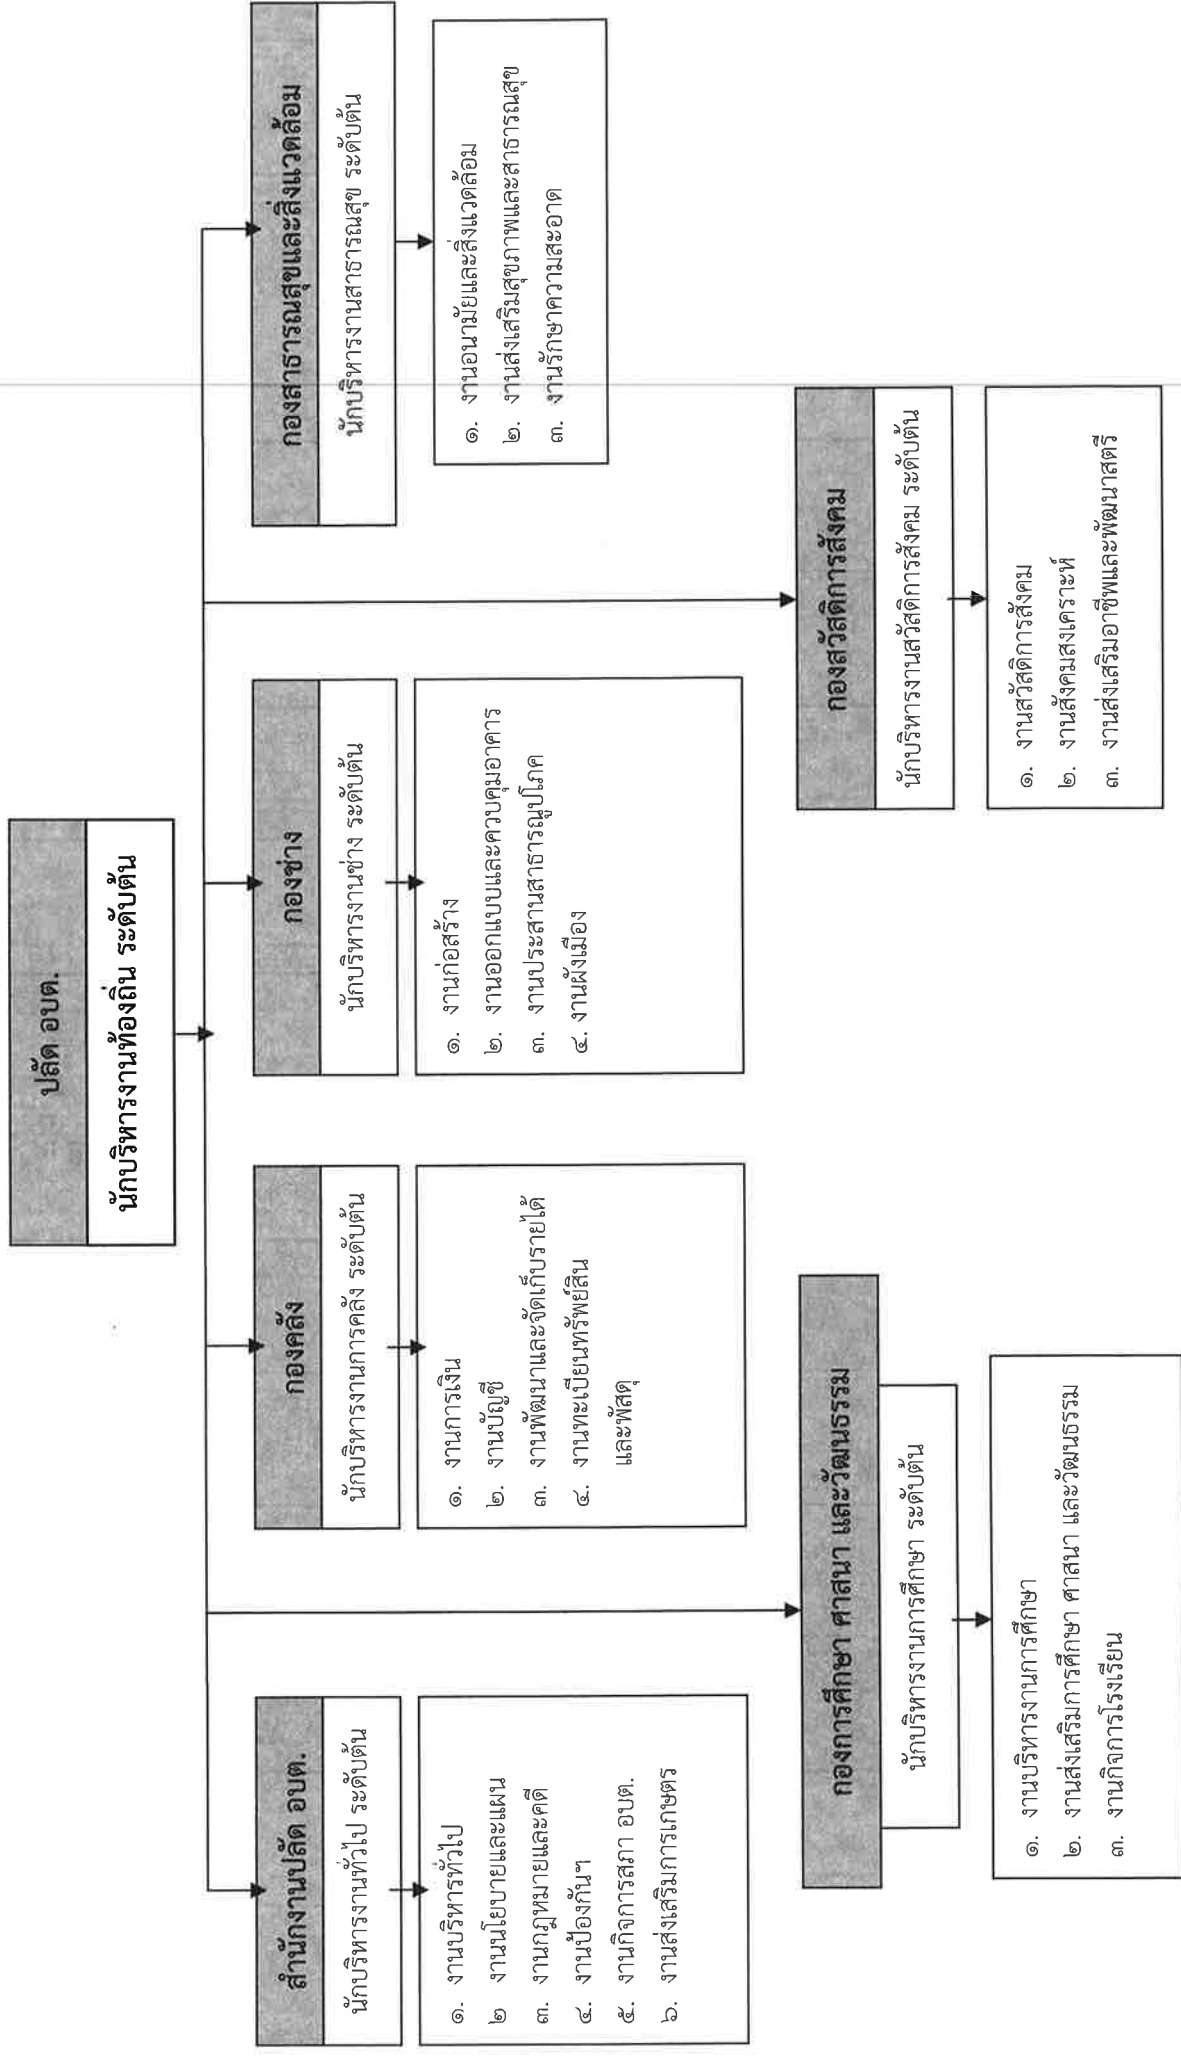 ปลัด อบต.
นักบริหารงานท้องถิ่น ระดับต้น
สำนักงานปลัด อบต.
นักบริหารงานทั่วไป ระดับต้น
๑. งานบริหารทั่วไป
๒ งานนโยบายและแผน
๓. งานกฎหมายและคดี
๔. งานป้องกันฯ
๕. งานกิจการสภา อบต.
๖. งานส่งเสริมการเกษตร
กองคลัง
นักบริหารงานการคลัง ระดับต้น
๑. งานการเงิน
๒. งานบัญชี
๓. งานพัฒนาและจัดเก็บรายได้
๔. งานทะเบียนทรัพย์สิน
และพัสดุ
กองช่าง
นักบริหารงานช่าง ระดับต้น
๑. งานก่อสร้าง
๒. งานออกแบบและควบคุมอาคาร
๓. งานประสานสาธารณูปโภค
๔. งานผังเมือง
กองสาธารณสุขและสิ่งแวดล้อม
นักบริหารงานสาธารณสุข ระดับต้น
๑. งานอนามัยและสิ่งแวดล้อม
๒. งานส่งเสริมสุขภาพและสาธารณสุข
๓. งานรักษาความสะอาด
กองการศึกษา ศาสนา และวัฒนธรรม
นักบริหารงานการศึกษา ระดับต้น
๑. งานบริหารงานการศึกษา
๒. งานส่งเสริมการศึกษา ศาสนา และวัฒนธรรม
๓. งานกิจการโรงเรียน
กองสวัสดิการสังคม
นักบริหารงานสวัสดิการสังคม ระดับต้น
๑. งานสวัสดิการสังคม
๒. งานสังคมสงเคราะห์
๓. งานส่งเสริมอาชีพและพัฒนาสตรี